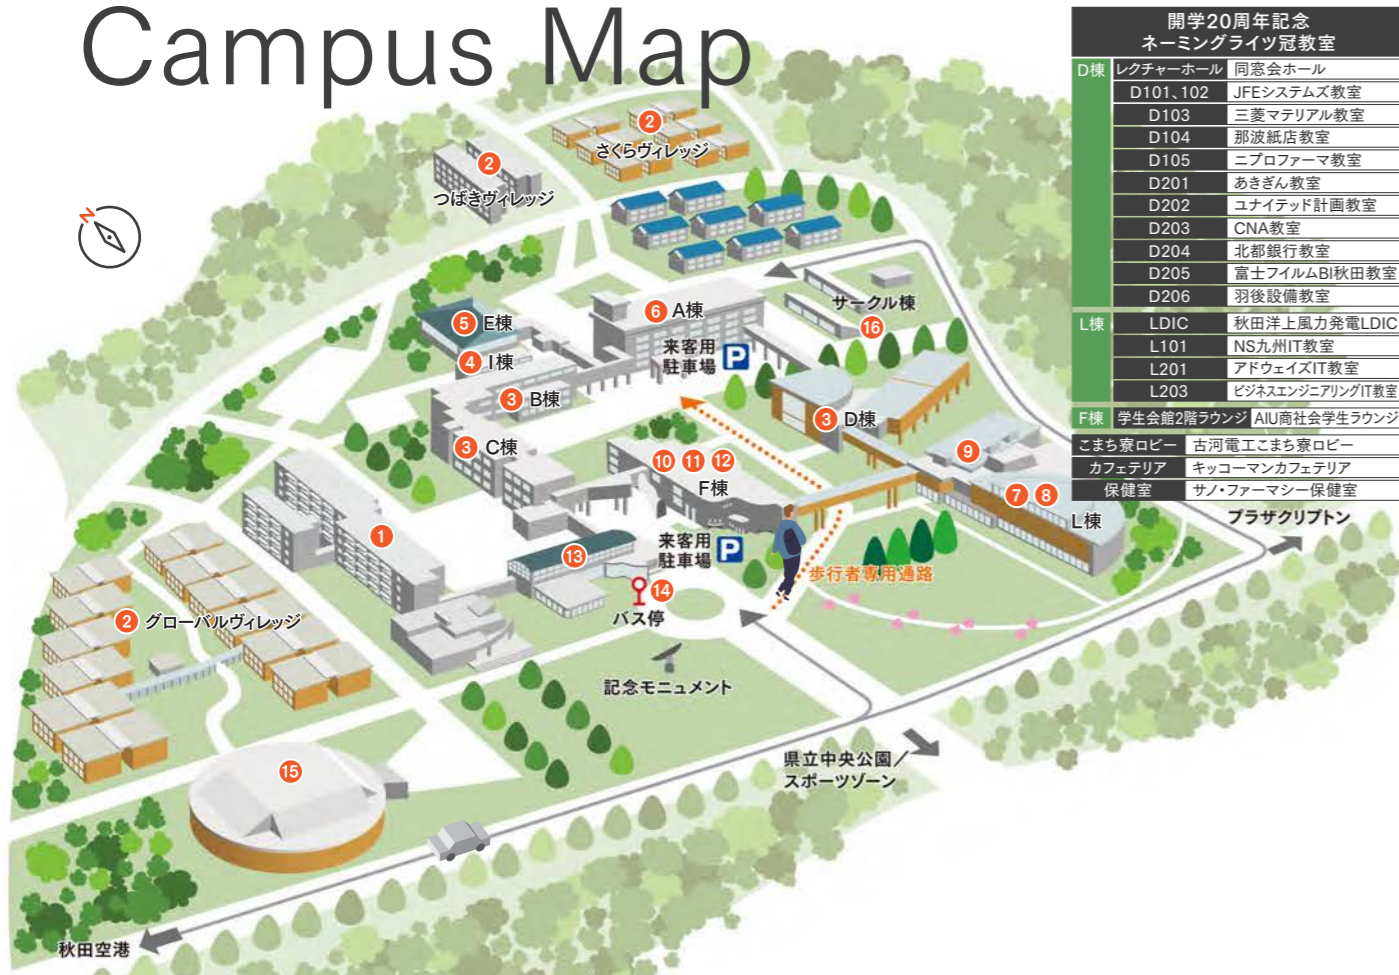 Campus Map
開学20周年記念
ネーミングライツ冠教室
D棟 レクチャーホール 同窓会ホール
D101、102 JFEシステムズ教室
D103 三菱マテリアル教室
D104 那波紙店教室
D105 ニプロファーマ教室
D201 あきぎん教室
D202 ユナイテッド計画教室
D203 CNA教室
D204 北都銀行教室
D205 富士フイルムBI秋田教室
D206 羽後設備教室
L棟 LDIC 秋田洋上風力発電LDIC
L101 NS九州IT教室
L201 アドウェイズIT教室
L203 ビジネスエンジニアリングIT教室
F棟 学生会館2階ラウンジ AIU商社会学生ラウンジ
こまち寮ロビー 古河電工こまち寮ロビー
カフェテリア キッコーマンカフェテリア
保健室 サノ・ファーマシー保健室
2
さくらヴィレッジ
2
つばきヴィレッジ
N
サークル棟
16
6 A棟
5 E棟
来客用
駐車場 P
4 I棟
3 B棟
3 D棟
3 C棟
9
10 11 12
F棟
7 8
L棟
プラザクリプトン
1
来客用
駐車場 P
13
歩行者専用通路
14
バス停
2 グローバルヴィレッジ
記念モニュメント
県立中央公園／
スポーツゾーン
15
秋田空港